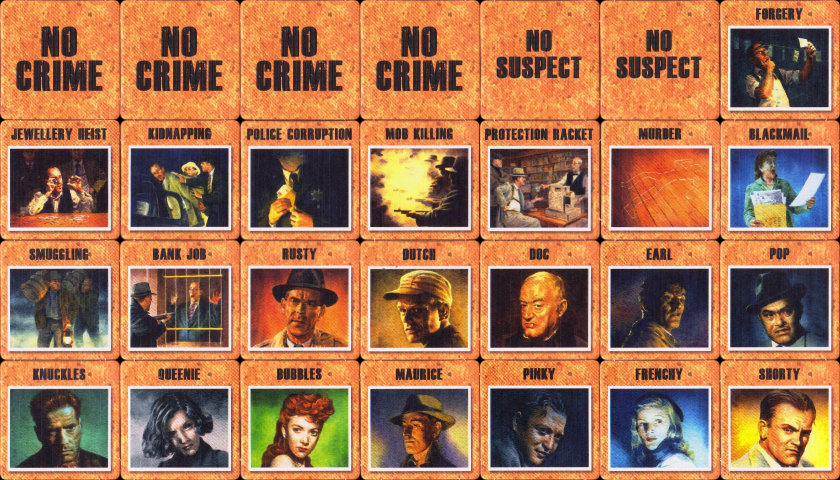 NO
CRIME
NO
CRIME
NO
CRIME
NO
CRIME
NO
SUSPECT
NO
SUSPECT
FORGERY
JEWELLERY HEIST
KIDNAPPING
POLICE CORRUPTION
MOB KILLING
PROTECTION RACKET
MURDER
BLACKMAIL
SMUGGLING
BANK JOB
RUSTY
DUTCH
DOC
EARL
POP
KNUCKLES
QUEENIE
BUBBLES
MAURICE
PINKY
FRENCHY
SHORTY